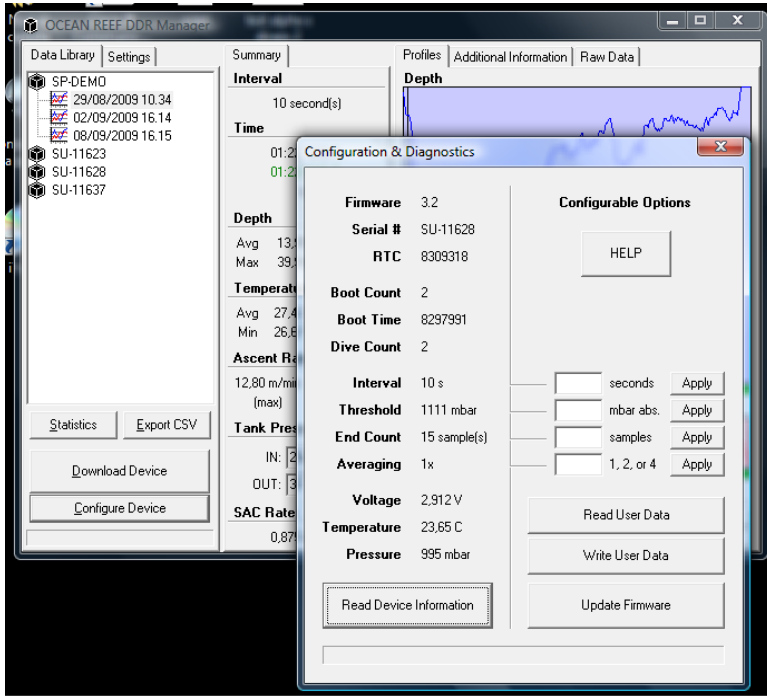 OCEAN REEF DDR Manager
Data Library Settings
SP-DEMO
29/08/2009 10.34
02/09/2009 16.14
08/09/2009 16.15
SU-11623
SU-11628
SU-11637
Statistics Export CSV
Download Device
Configure Device
Summary
Interval
10 second(s)
Time
Depth
Avg
Max
Avg
Min
12,80
(max)
IN:
OUT:
SAC Rate
Profiles Additional Information Raw Data
Depth
Configuration & Diagnostics
Firmware 3.2
Serial # SU-11628
RTC 8309318
Boot Count 2
Boot Time 8297991
Dive Count 2
Interval 10 s
Threshold 1111 mbar
End Count 15 sample(s)
Averaging 1x
Voltage 2,912 V
Temperature 23,65 C
Pressure 995 mbar
Read Device Information
Configurable Options
HELP
seconds Apply
mbar abs. Apply
samples Apply
1, 2, or 4 Apply
Read User Data
Write User Data
Update Firmware